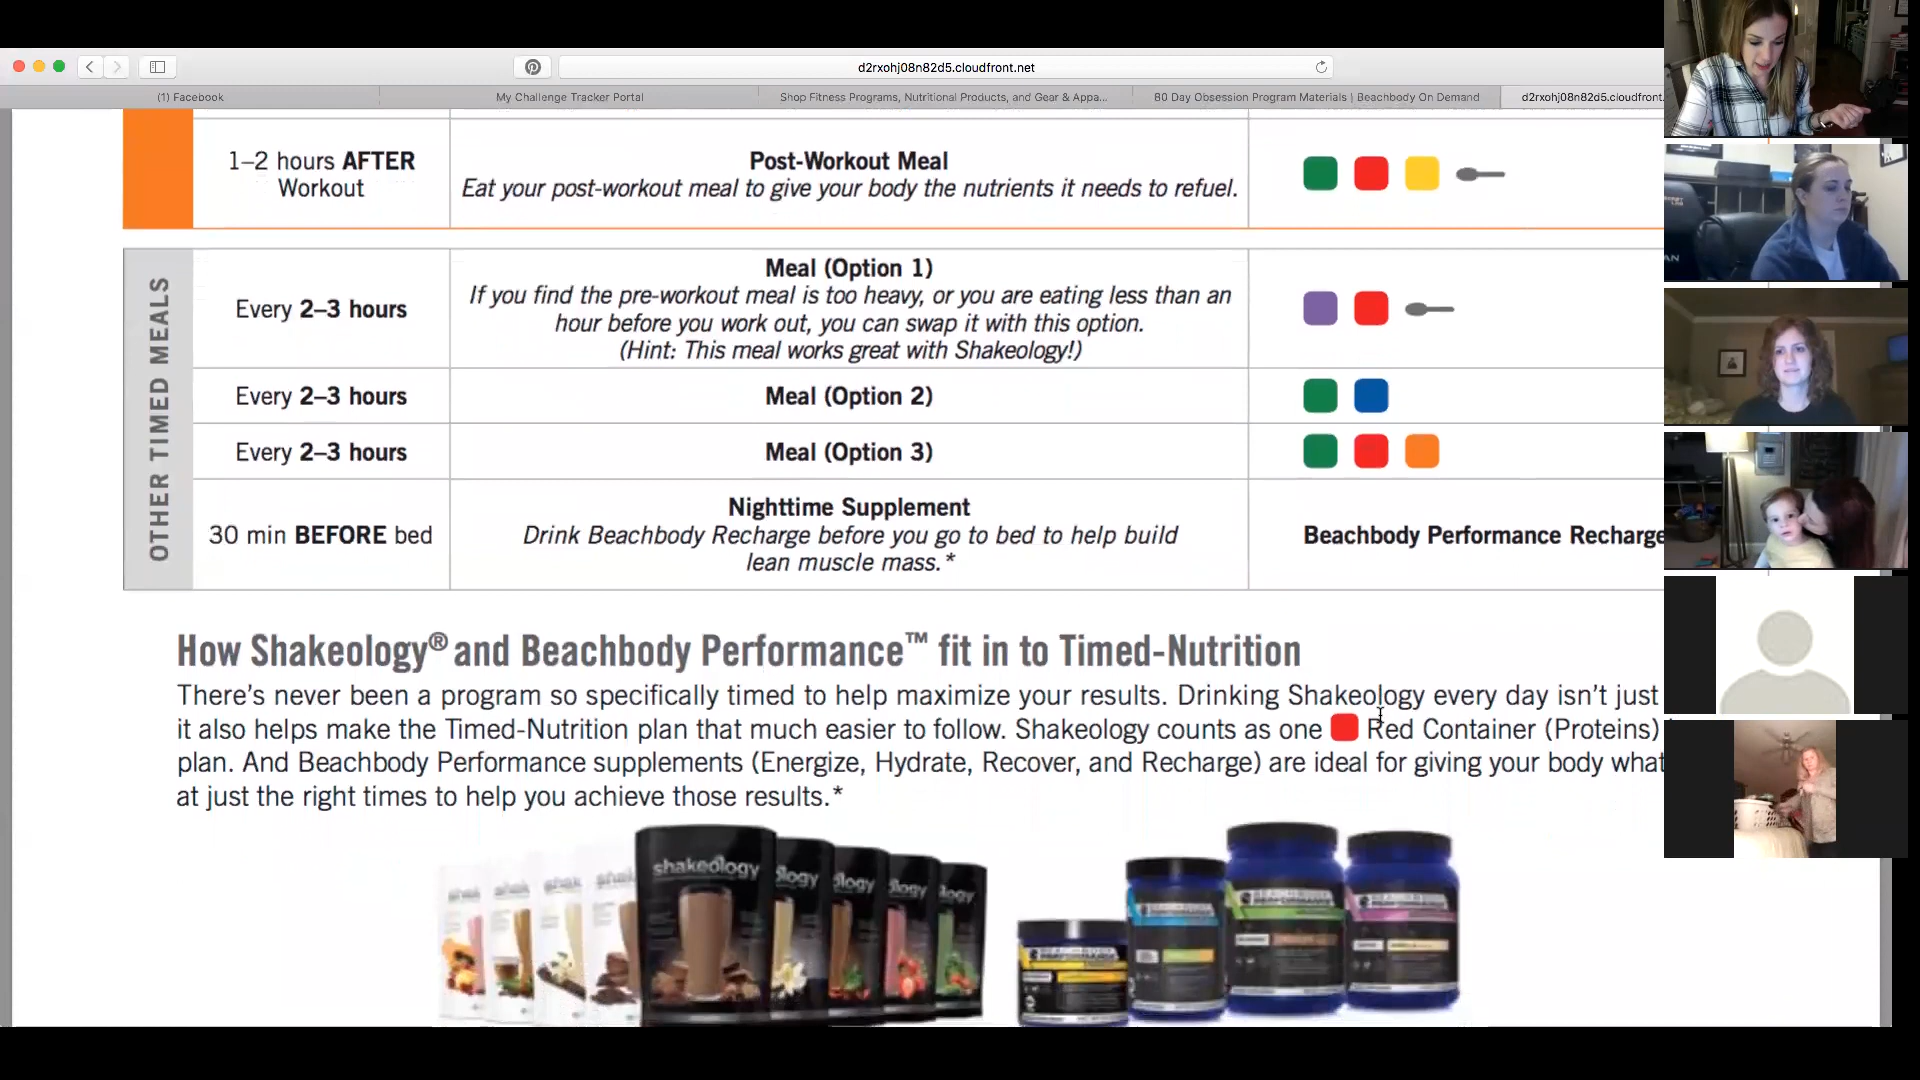 d2rxohj08n82d5.cloudfront.net
(1) Facebook
My Challenge Tracker Portal
Shop Fitness Programs, Nutritional Products, and Gear & Appa...
80 Day Obsession Program Materials | Beachbody On Demand
d2rxohj08n82d5.cloudfront.
1–2 hours AFTER
Workout
Post-Workout Meal
Eat your post-workout meal to give your body the nutrients it needs to refuel.
OTHER TIMED MEALS
Every 2–3 hours
Meal (Option 1)
If you find the pre-workout meal is too heavy, or you are eating less than an
hour before you work out, you can swap it with this option.
(Hint: This meal works great with Shakeology!)
Every 2–3 hours
Meal (Option 2)
Every 2–3 hours
Meal (Option 3)
30 min BEFORE bed
Nighttime Supplement
Drink Beachbody Recharge before you go to bed to help build
lean muscle mass.*
Beachbody Performance Recharge
How Shakeology® and Beachbody Performance™ fit in to Timed-Nutrition
There's never been a program so specifically timed to help maximize your results. Drinking Shakeology every day isn't just
it also helps make the Timed-Nutrition plan that much easier to follow. Shakeology counts as one Red Container (Proteins)
plan. And Beachbody Performance supplements (Energize, Hydrate, Recover, and Recharge) are ideal for giving your body what
at just the right times to help you achieve those results.*
shakeology